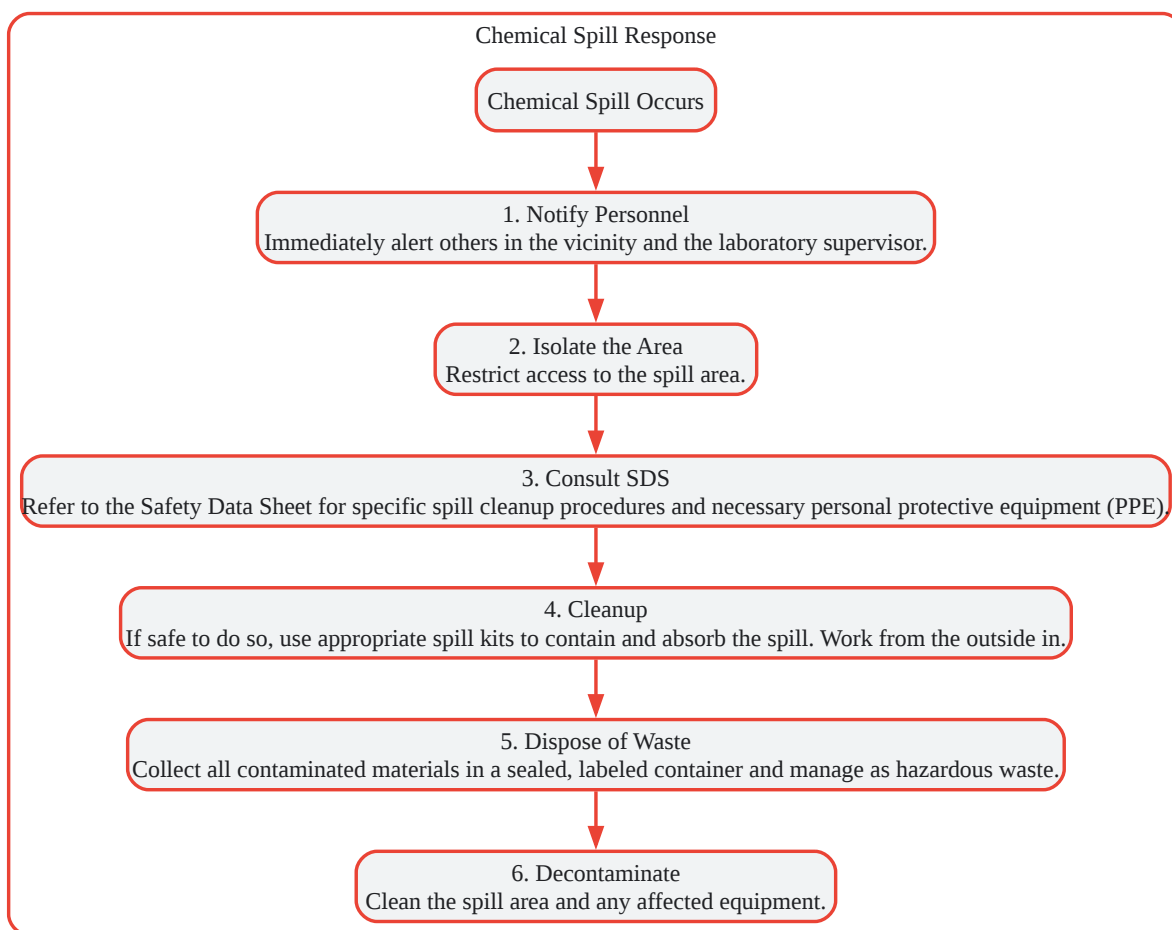 Chemical Spill Response
Chemical Spill Occurs
1. Notify Personnel
Immediately alert others in the vicinity and the laboratory supervisor.
2. Isolate the Area
Restrict access to the spill area.
3. Consult SDS
Refer to the Safety Data Sheet for specific spill cleanup procedures and necessary personal protective equipment (PPE).
4. Cleanup
If safe to do so, use appropriate spill kits to contain and absorb the spill. Work from the outside in.
5. Dispose of Waste
Collect all contaminated materials in a sealed, labeled container and manage as hazardous waste.
6. Decontaminate
Clean the spill area and any affected equipment.